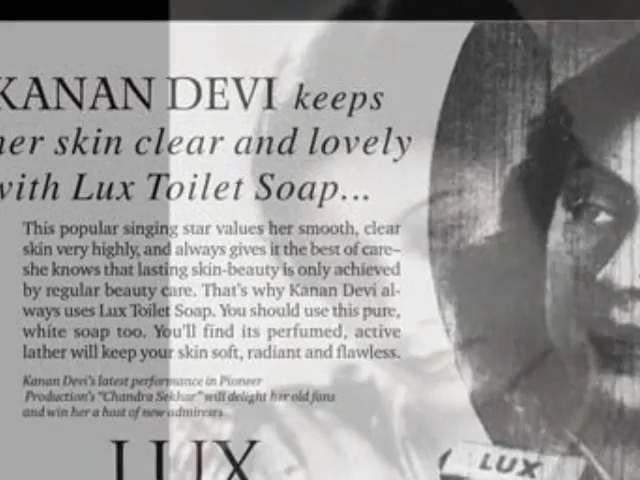 KANAN DEVI keeps
her skin clear and lovely
with Lux Toilet Soap...
This popular singing star values her smooth, clear
skin very highly, and always gives it the best of care–
she knows that lasting skin-beauty is only achieved
by regular beauty care. That's why Kanan Devi al-
ways uses Lux Toilet Soap. You should use this pure,
white soap too. You'll find its perfumed, active
lather will keep your skin soft, radiant and flawless.
Kanan Devi's latest performance in Pioneer
Production's "Chandra Sekhar" will delight her old fans
and win her a host of new admirers
LUX
LUX